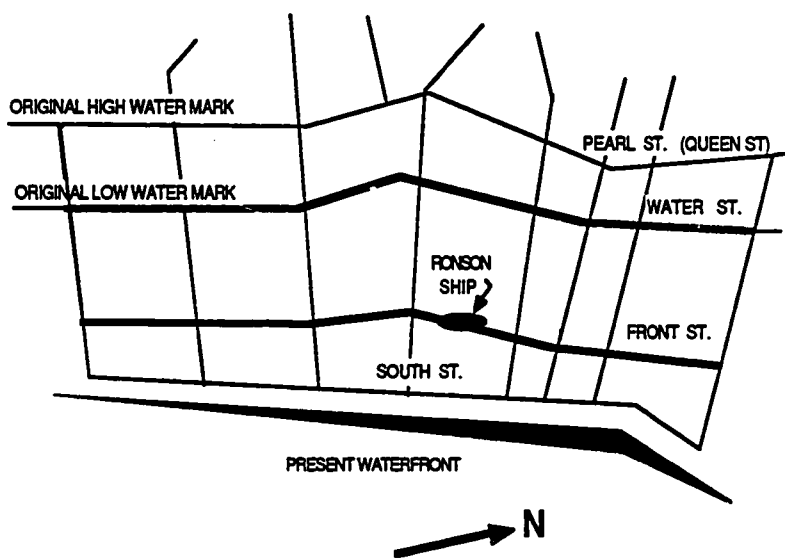 ORIGINAL HIGH WATER MARK
PEARL ST. (QUEEN ST)
ORIGINAL LOW WATER MARK
WATER ST.
RONSON
SHIP
FRONT ST.
SOUTH ST.
PRESENT WATERFRONT
N